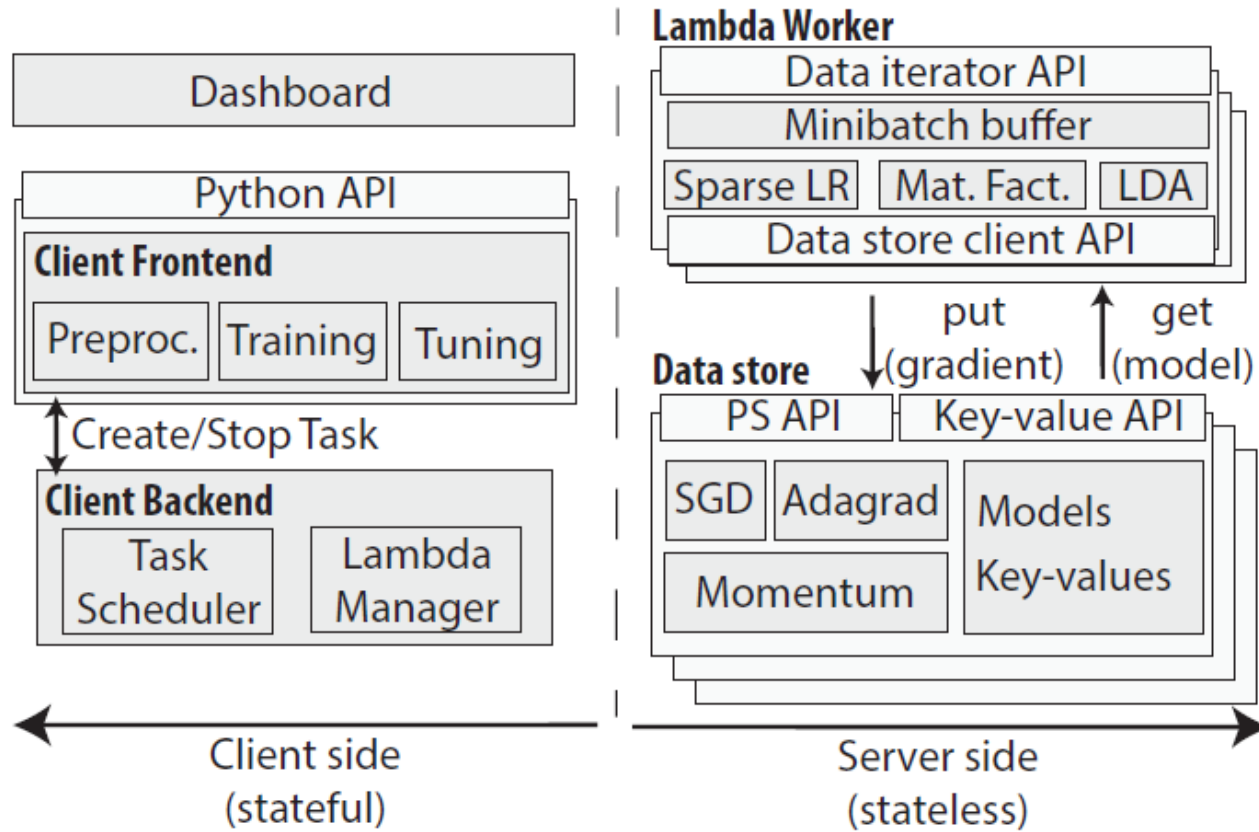 Dashboard
Python API
Client Frontend
Preproc.
Training
Tuning
Create/Stop Task
Client Backend
Task
Scheduler
Lambda
Manager
Client side
(stateful)
Lambda Worker
Data iterator API
Minibatch buffer
Sparse LR
Mat. Fact.
LDA
Data store client API
put
(gradient)
get
(model)
Data store
PS API
Key-value API
SGD
Adagrad
Momentum
Models
Key-values
Server side
(stateless)